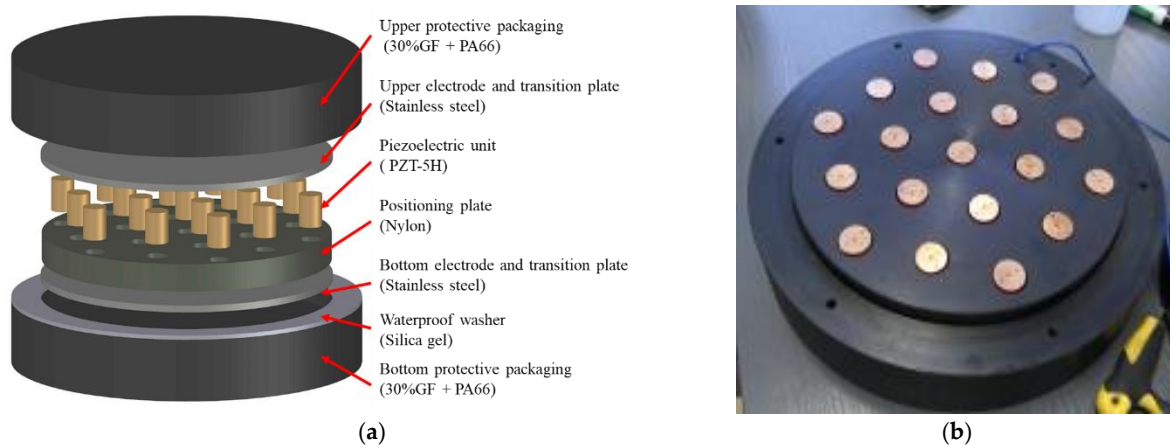 Upper protective packaging
(30%GF + PA66)
Upper electrode and transition plate
(Stainless steel)
Piezoelectric unit
( PZT-5H)
Positioning plate
(Nylon)
Bottom electrode and transition plate
(Stainless steel)
Waterproof washer
(Silica gel)
Bottom protective packaging
(30%GF + PA66)
(a)
(b)